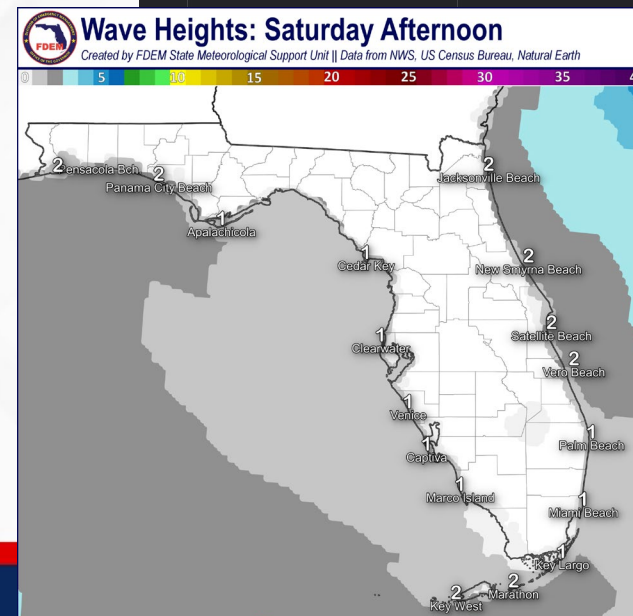 FDEM
Wave Heights: Saturday Afternoon
Created by FDEM State Meteorological Support Unit || Data from NWS, US Census Bureau, Natural Earth
0 5 10 15 20 25 30 35 4
2
Jacksonville Beach
2
Pensacola Bch
2
Panama City Beach
1
Apalachicola
1
Cedar Key
2
New Smyrna Beach
2
Satellite Beach
1
Clearwater
2
Vero Beach
1
Venice
1
Palm Beach
1
Captiva
1
Marco Island
1
Miami Beach
1
Key Largo
2
Marathon
2
Key West